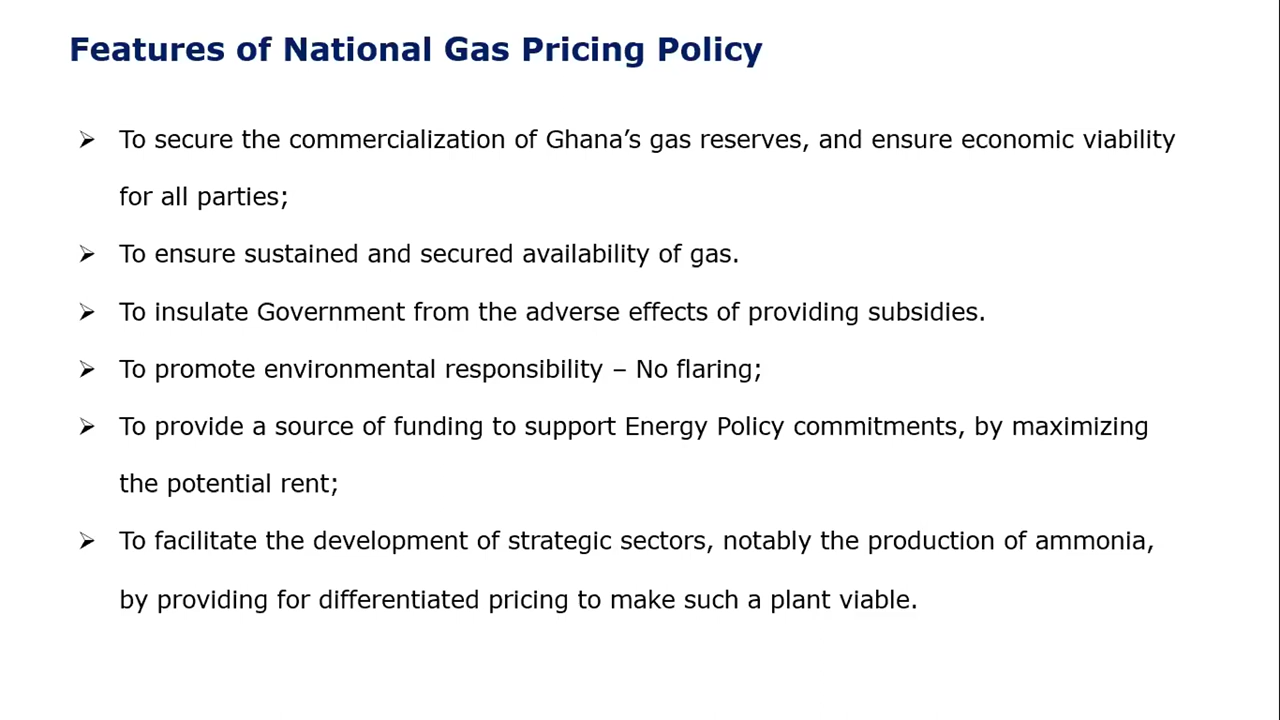 Features of National Gas Pricing Policy
➢ To secure the commercialization of Ghana’s gas reserves, and ensure economic viability
for all parties;
➢ To ensure sustained and secured availability of gas.
➢ To insulate Government from the adverse effects of providing subsidies.
➢ To promote environmental responsibility – No flaring;
➢ To provide a source of funding to support Energy Policy commitments, by maximizing
the potential rent;
➢ To facilitate the development of strategic sectors, notably the production of ammonia,
by providing for differentiated pricing to make such a plant viable.